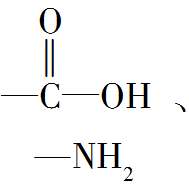 O
—C—OH、
—NH₂